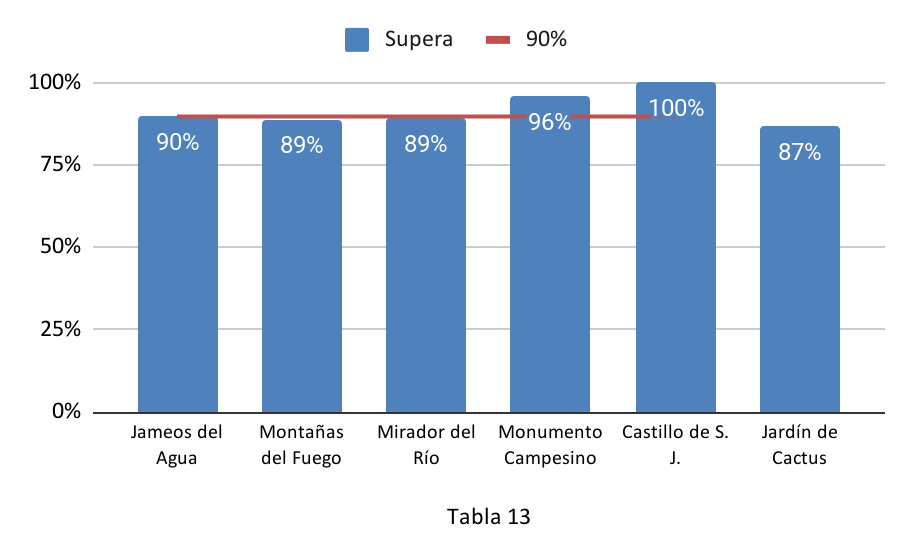 Supera 90%
100%
75%
50%
25%
0%
90% 89% 89% 96% 100% 87%
Jameos del Montañas Mirador del Monumento Castillo de S. Jardín de
Agua del Fuego Río Campesino J. Cactus
Tabla 13